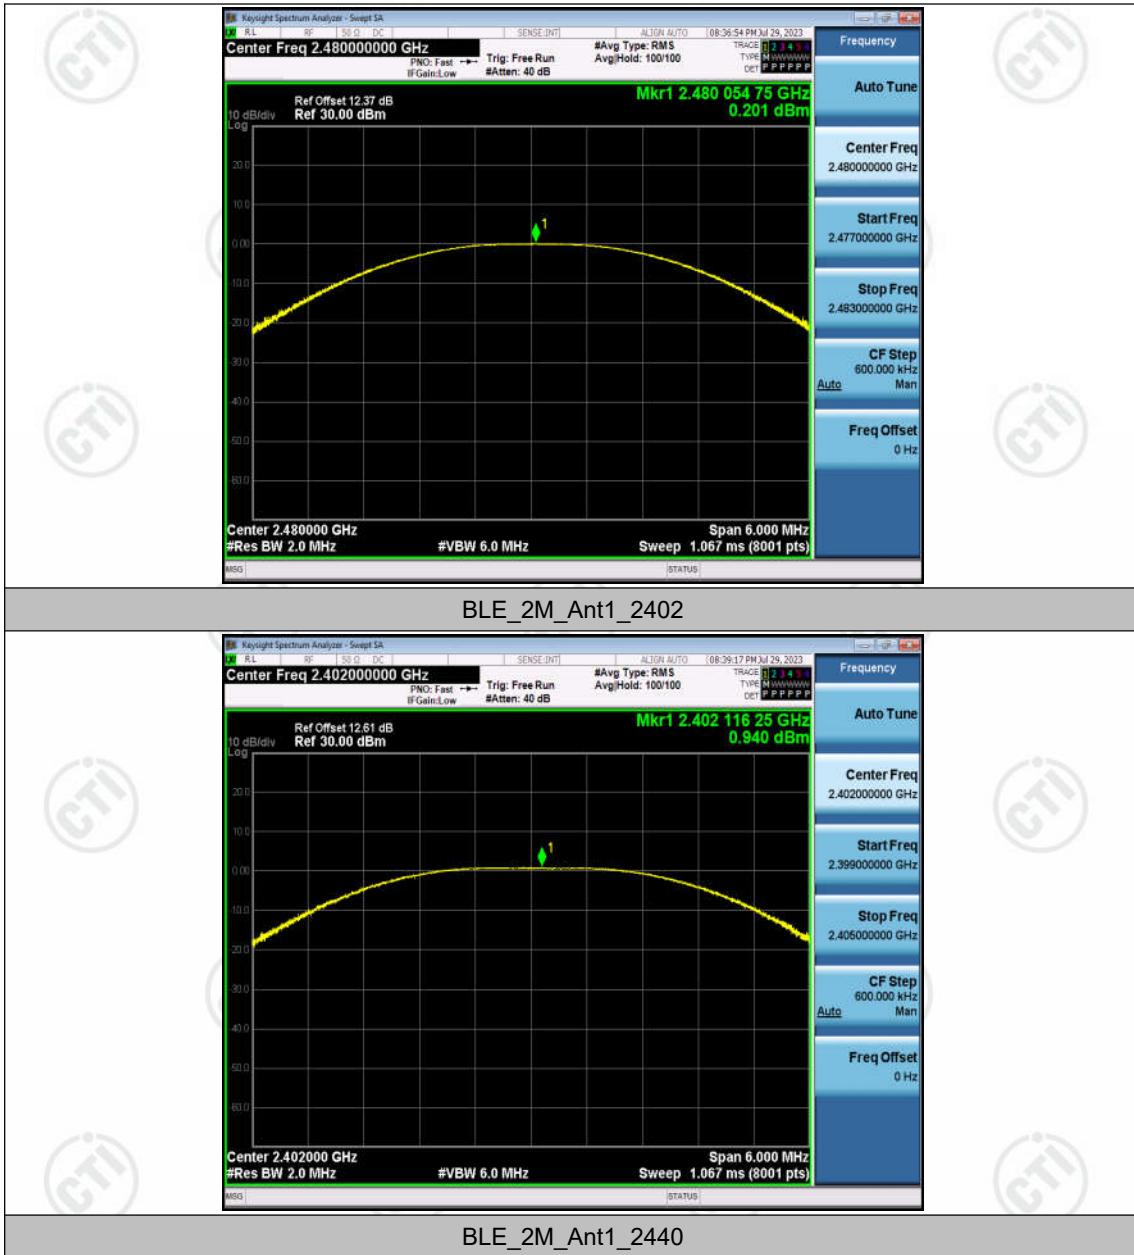 Keysight Spectrum Analyzer - Swept SA
RL RF 50 Ω DC SENSE:INT ALIGN AUTO 08:36:54 PM Jul 29, 2023
Center Freq 2.480000000 GHz #Avg Type: RMS TRACE 1 2 3 4 5 6
PNO: Fast Trig: Free Run Avg|Hold: 100/100 TYPE M WWWWW
IFGain:Low #Atten: 40 dB DET P P P P P P
Frequency
Auto Tune
Mkr1 2.480 054 75 GHz
0.201 dBm
Ref Offset 12.37 dB
10 dB/div Ref 30.00 dBm
Log
20.0
10.0
0.00
-10.0
-20.0
-30.0
-40.0
-50.0
-60.0
1
Center Freq
2.480000000 GHz
Start Freq
2.477000000 GHz
Stop Freq
2.483000000 GHz
CF Step
600.000 kHz
Auto Man
Freq Offset
0 Hz
Center 2.480000 GHz Span 6.000 MHz
#Res BW 2.0 MHz #VBW 6.0 MHz Sweep 1.067 ms (8001 pts)
MSG STATUS
BLE_2M_Ant1_2402
Keysight Spectrum Analyzer - Swept SA
RL RF 50 Ω DC SENSE:INT ALIGN AUTO 08:39:17 PM Jul 29, 2023
Center Freq 2.402000000 GHz #Avg Type: RMS TRACE 1 2 3 4 5 6
PNO: Fast Trig: Free Run Avg|Hold: 100/100 TYPE M WWWWW
IFGain:Low #Atten: 40 dB DET P P P P P P
Frequency
Auto Tune
Mkr1 2.402 116 25 GHz
0.940 dBm
Ref Offset 12.61 dB
10 dB/div Ref 30.00 dBm
Log
20.0
10.0
0.00
-10.0
-20.0
-30.0
-40.0
-50.0
-60.0
1
Center Freq
2.402000000 GHz
Start Freq
2.399000000 GHz
Stop Freq
2.405000000 GHz
CF Step
600.000 kHz
Auto Man
Freq Offset
0 Hz
Center 2.402000 GHz Span 6.000 MHz
#Res BW 2.0 MHz #VBW 6.0 MHz Sweep 1.067 ms (8001 pts)
MSG STATUS
BLE_2M_Ant1_2440
CTI
CTI
CTI
CTI
CTI
CTI
CTI
CTI